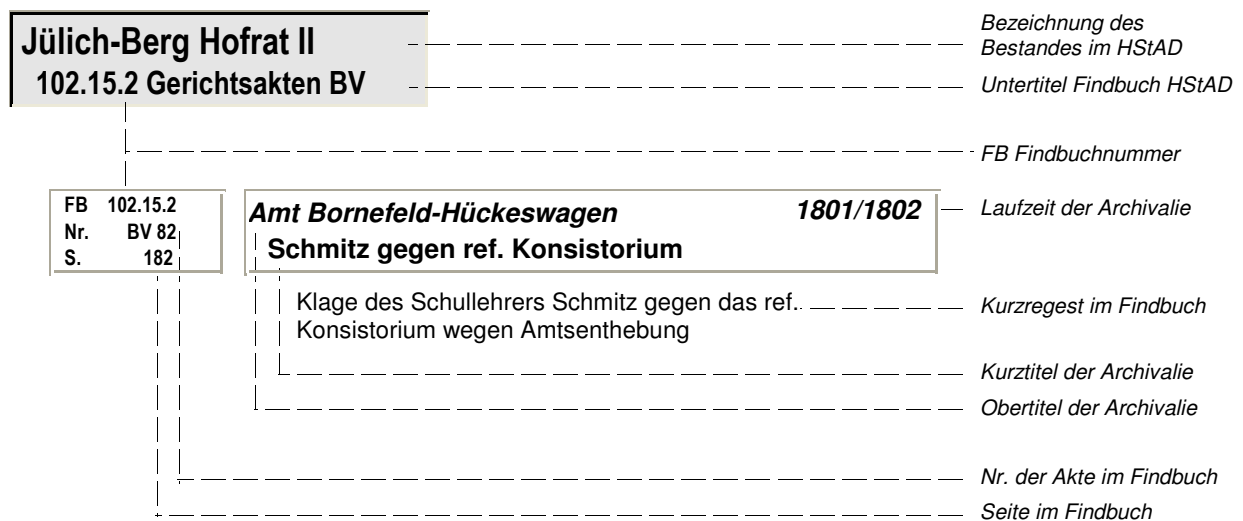 Jülich-Berg Hofrat II
102.15.2 Gerichtsakten BV
Bezeichnung des
Bestandes im HStAD
Untertitel Findbuch HStAD
FB Findbuchnummer
FB 102.15.2
Nr. BV 82
S. 182
Amt Bornefeld-Hückeswagen 1801/1802
Schmitz gegen ref. Konsistorium
Laufzeit der Archivalie
Klage des Schullehrers Schmitz gegen das ref.
Konsistorium wegen Amtsenthebung
Kurzregest im Findbuch
Kurztitel der Archivalie
Obertitel der Archivalie
Nr. der Akte im Findbuch
Seite im Findbuch